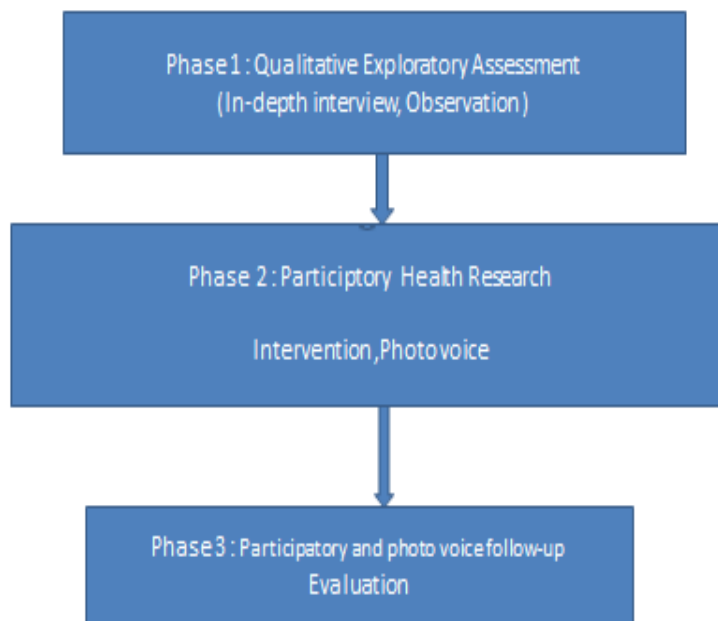 Phase 1 : Qualitative Exploratory Assessment
(In-depth interview, Observation)
Phase 2 : Participtory Health Research
Intervention ,Photovoice
Phase 3 : Participatory and photo voice follow-up
Evaluation